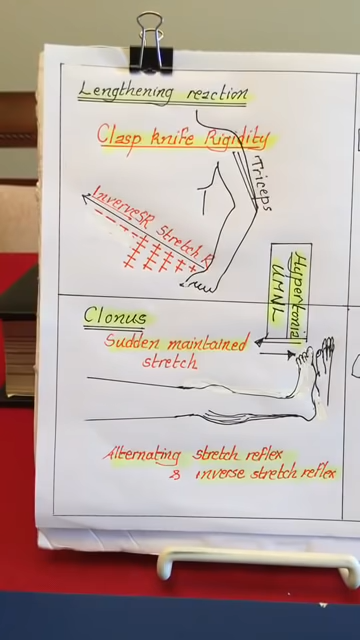 Lengthening reaction
Clasp knife Rigidity
Triceps
Inverse Stretch R
Hypertonia
UMNL
Clonus
Sudden maintained
stretch
Alternating stretch reflex
& inverse stretch reflex